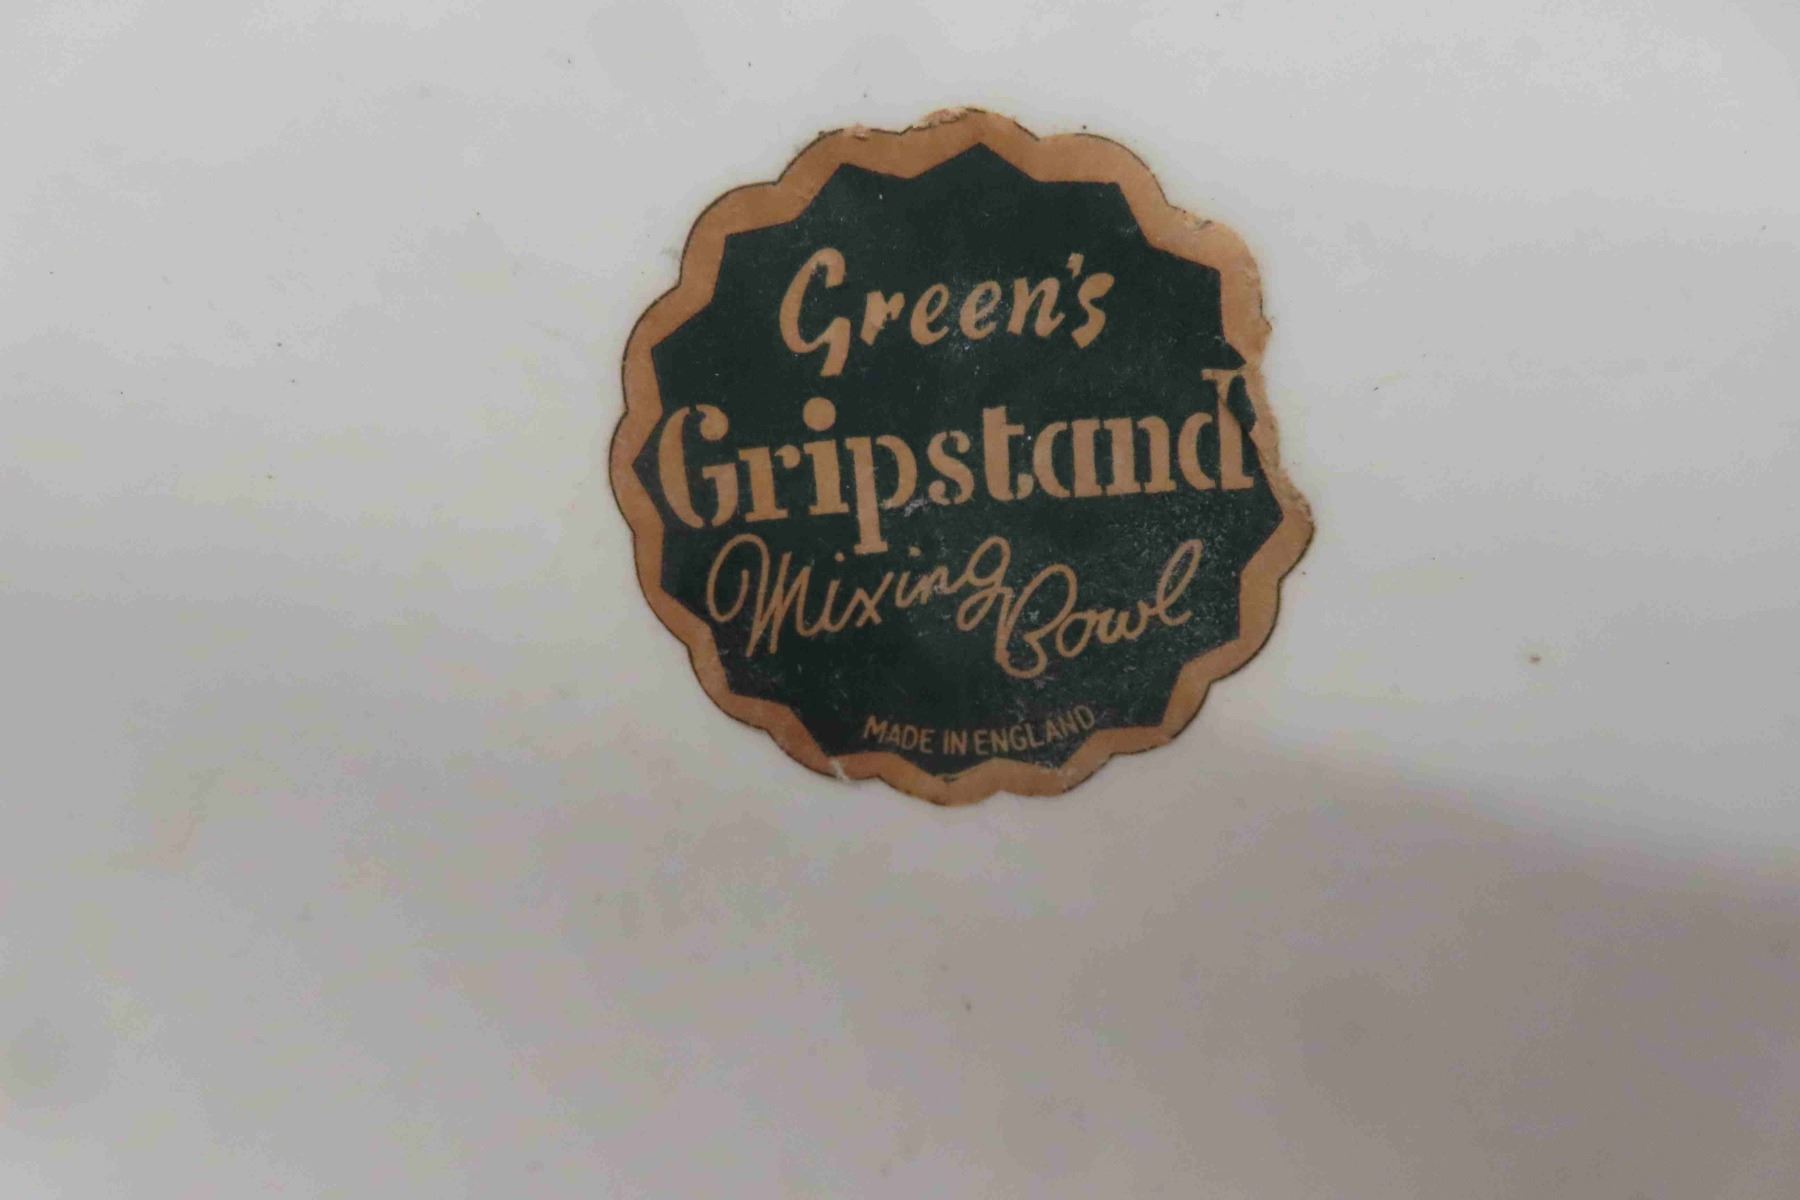 Green's
Gripstand
Mixing Bowl
MADE IN ENGLAND